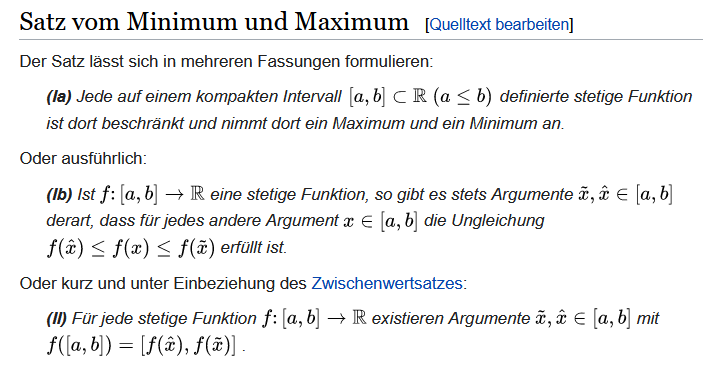 Satz vom Minimum und Maximum [Quelltext bearbeiten]
Der Satz lässt sich in mehreren Fassungen formulieren:
(Ia) Jede auf einem kompakten Intervall [a, b] ⊂ ℝ (a ≤ b) definierte stetige Funktion
ist dort beschränkt und nimmt dort ein Maximum und ein Minimum an.
Oder ausführlich:
(Ib) Ist f: [a, b] → ℝ eine stetige Funktion, so gibt es stets Argumente x̃, x̂ ∈ [a, b]
derart, dass für jedes andere Argument x ∈ [a, b] die Ungleichung
f(x̂) ≤ f(x) ≤ f(x̃) erfüllt ist.
Oder kurz und unter Einbeziehung des Zwischenwertsatzes:
(II) Für jede stetige Funktion f: [a, b] → ℝ existieren Argumente x̃, x̂ ∈ [a, b] mit
f([a, b]) = [f(x̂), f(x̃)] .